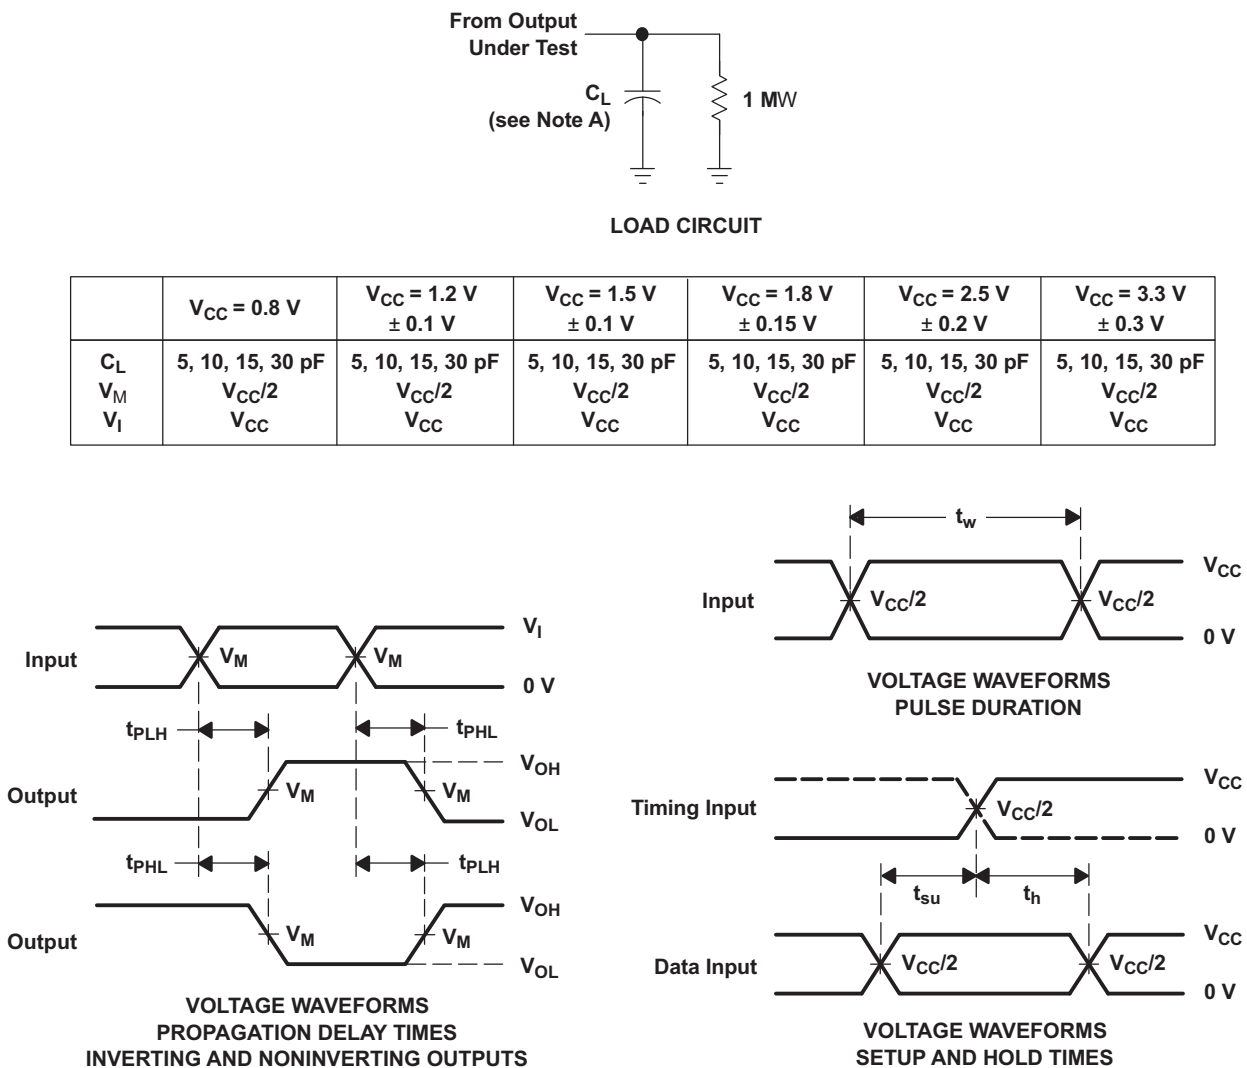 From Output
Under Test
CL
(see Note A)
1 MW
LOAD CIRCUIT
VCC = 0.8 V
VCC = 1.2 V
± 0.1 V
VCC = 1.5 V
± 0.1 V
VCC = 1.8 V
± 0.15 V
VCC = 2.5 V
± 0.2 V
VCC = 3.3 V
± 0.3 V
CL 5, 10, 15, 30 pF 5, 10, 15, 30 pF 5, 10, 15, 30 pF 5, 10, 15, 30 pF 5, 10, 15, 30 pF 5, 10, 15, 30 pF
VM VCC/2 VCC/2 VCC/2 VCC/2 VCC/2 VCC/2
VI VCC VCC VCC VCC VCC VCC
Input
VM
VM
VI
0 V
tPLH
tPHL
Output
VM
VM
VOH
VOL
tPHL
tPLH
Output
VM
VM
VOH
VOL
VOLTAGE WAVEFORMS
PROPAGATION DELAY TIMES
INVERTING AND NONINVERTING OUTPUTS
tw
Input
VCC/2
VCC/2
VCC
0 V
VOLTAGE WAVEFORMS
PULSE DURATION
Timing Input
VCC/2
VCC
0 V
tsu
th
Data Input
VCC/2
VCC/2
VCC
0 V
VOLTAGE WAVEFORMS
SETUP AND HOLD TIMES